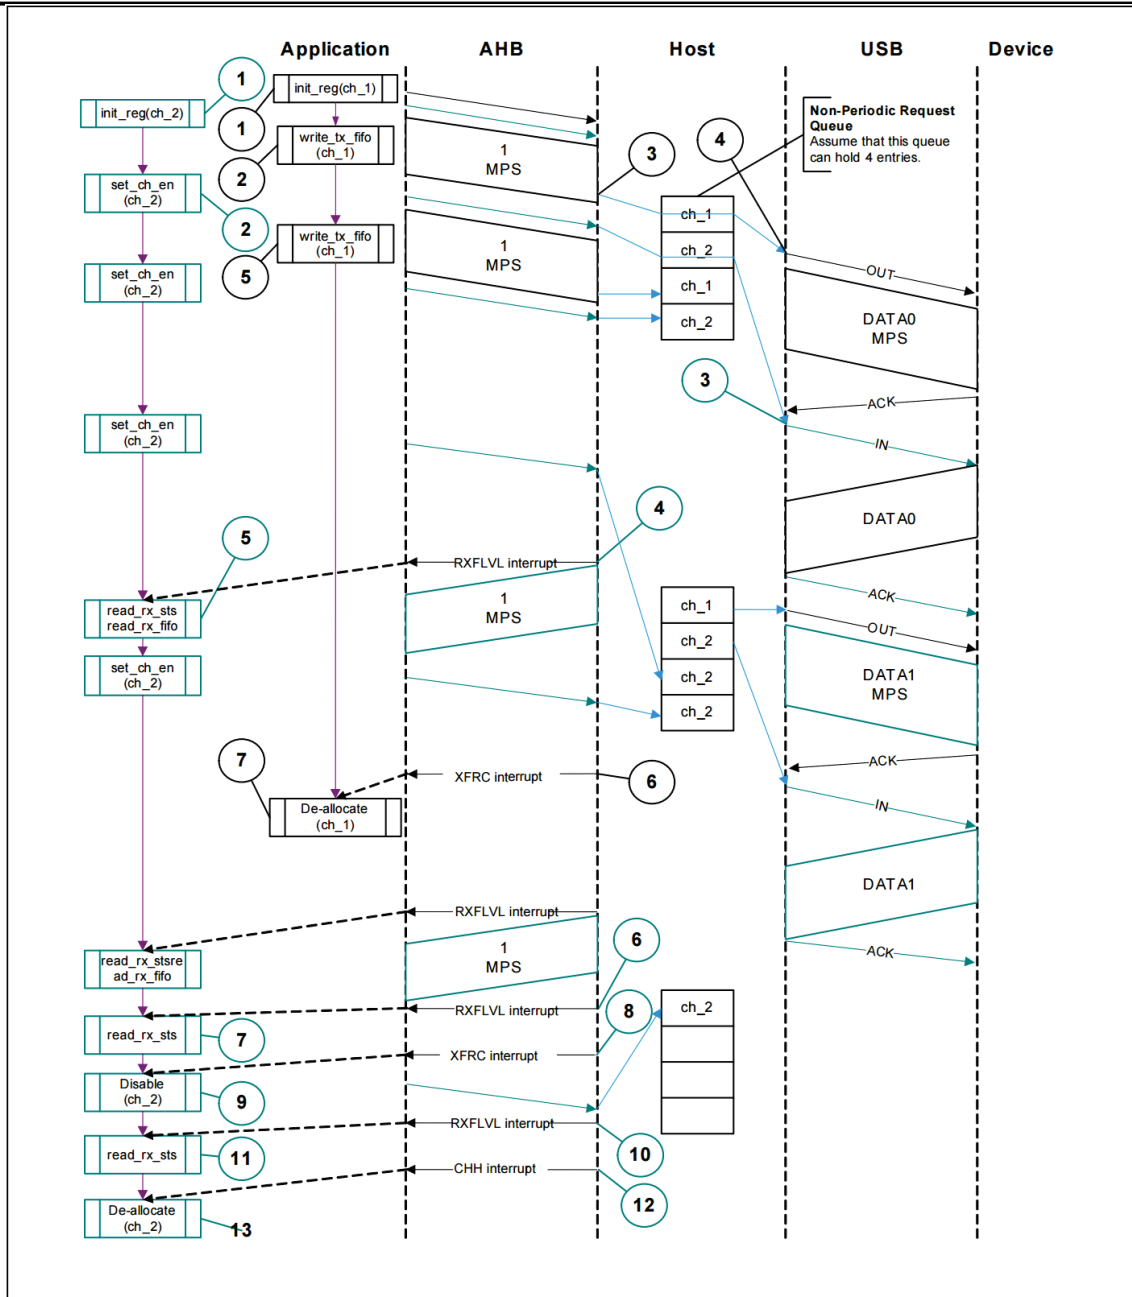 Application
AHB
Host
USB
Device
1
init_reg(ch_1)
init_reg(ch_2)
1
Non-Periodic Request
Queue
Assume that this queue
can hold 4 entries.
write_tx_fifo
(ch_1)
1
MPS
3
4
2
set_ch_en
(ch_2)
ch_1
2
write_tx_fifo
(ch_1)
ch_2
1
MPS
5
OUT
set_ch_en
(ch_2)
ch_1
ch_2
DATA0
MPS
3
ACK
set_ch_en
(ch_2)
IN
4
DATA0
5
RXFLVL interrupt
ACK
read_rx_sts
read_rx_fifo
1
MPS
ch_1
OUT
ch_2
set_ch_en
(ch_2)
ch_2
DATA1
MPS
ch_2
7
ACK
XFRC interrupt
6
De-allocate
(ch_1)
IN
DATA1
RXFLVL interrupt
6
1
MPS
ACK
read_rx_stsre
ad_rx_fifo
RXFLVL interrupt
8
ch_2
read_rx_sts
7
XFRC interrupt
Disable
(ch_2)
9
RXFLVL interrupt
read_rx_sts
11
10
CHH interrupt
12
De-allocate
(ch_2)
13